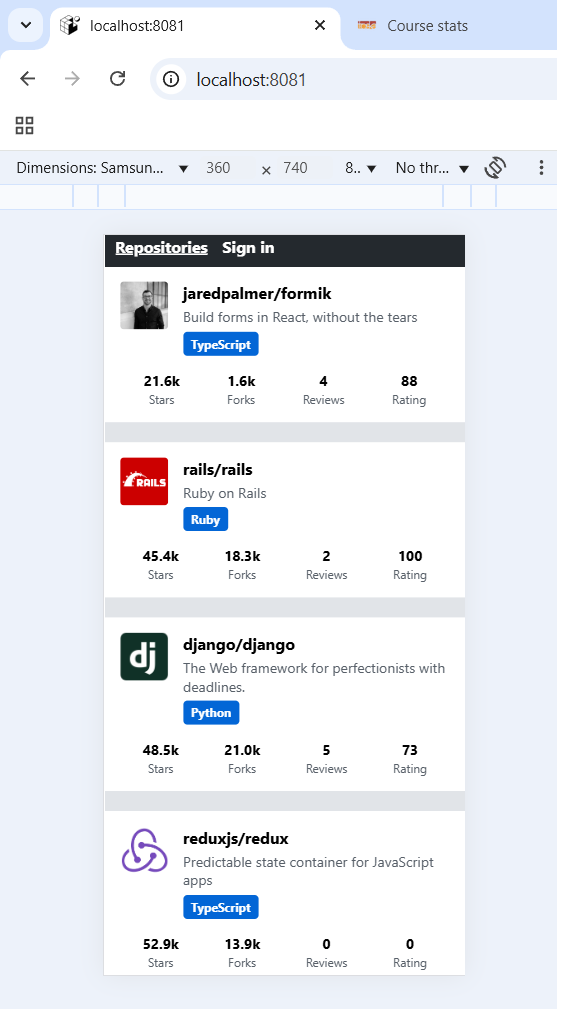 localhost:8081
Course stats
localhost:8081
Dimensions: Samsun... 360 × 740 8.. No thr...
Repositories Sign in
jaredpalmer/formik
Build forms in React, without the tears
TypeScript
21.6k 1.6k 4 88
Stars Forks Reviews Rating
RAILS
rails/rails
Ruby on Rails
Ruby
45.4k 18.3k 2 100
Stars Forks Reviews Rating
dj
django/django
The Web framework for perfectionists with
deadlines.
Python
48.5k 21.0k 5 73
Stars Forks Reviews Rating
reduxjs/redux
Predictable state container for JavaScript
apps
TypeScript
52.9k 13.9k 0 0
Stars Forks Reviews Rating